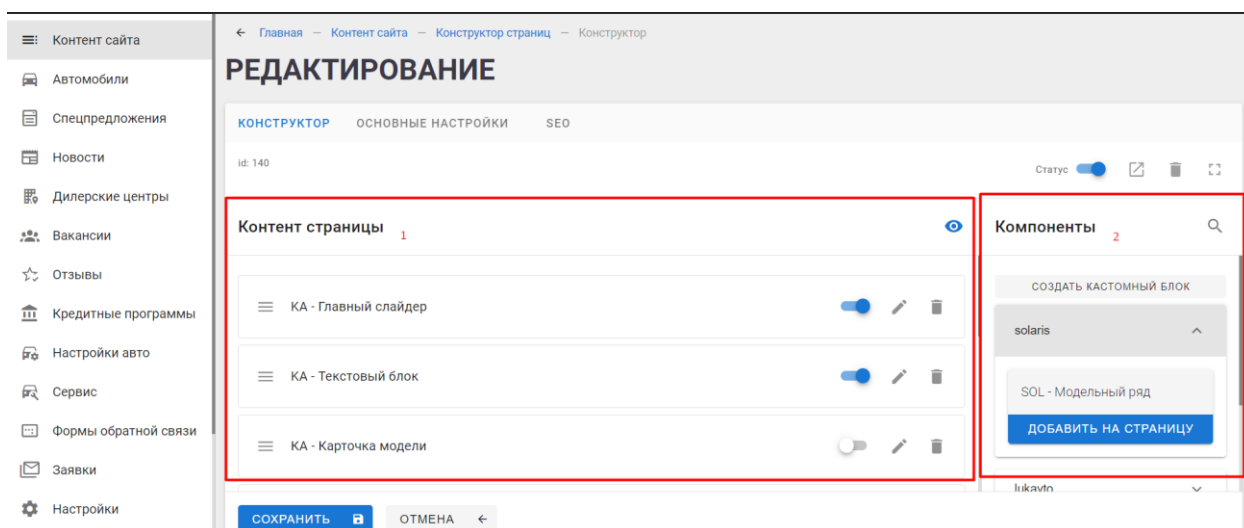 Контент сайта
Автомобили
Спецпредложения
Новости
Дилерские центры
Вакансии
Отзывы
Кредитные программы
Настройки авто
Сервис
Формы обратной связи
Заявки
Настройки
Главная — Контент сайта — Конструктор страниц — Конструктор
РЕДАКТИРОВАНИЕ
КОНСТРУКТОР ОСНОВНЫЕ НАСТРОЙКИ SEO
id: 140
Статус
Контент страницы 1
КА - Главный слайдер
КА - Текстовый блок
КА - Карточка модели
СОХРАНИТЬ ОТМЕНА
Компоненты 2
СОЗДАТЬ КАСТОМНЫЙ БЛОК
solaris
SOL - Модельный ряд
ДОБАВИТЬ НА СТРАНИЦУ
lukavto